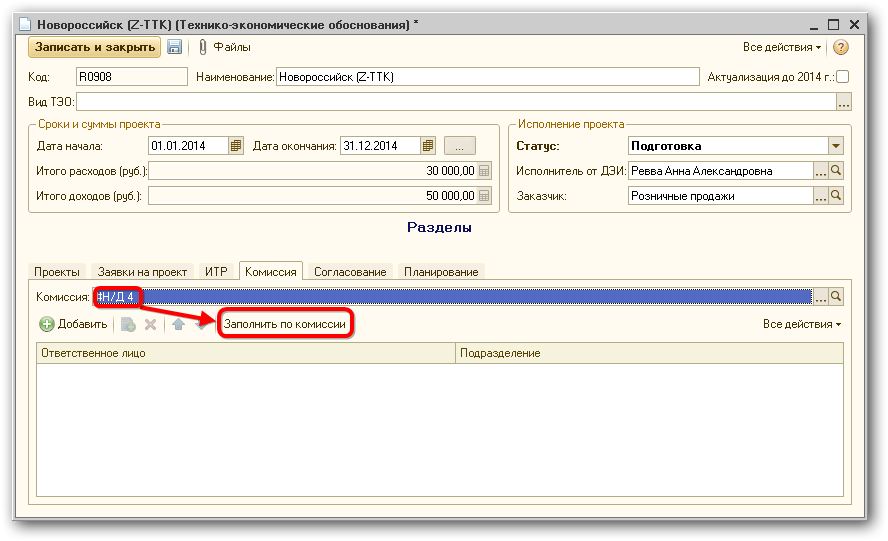 Новороссийск (Z-ТТК) (Технико-экономические обоснования) *
Записать и закрыть Файлы Все действия ?
Код: R0908 Наименование: Новороссийск (Z-ТТК) Актуализация до 2014 г.:
Вид ТЭО: ...
Сроки и суммы проекта Исполнение проекта
Дата начала: 01.01.2014 Дата окончания: 31.12.2014 ... Статус: Подготовка
Итого расходов (руб.): 30 000,00 Исполнитель от ДЭИ: Ревва Анна Александровна ...
Итого доходов (руб.): 50 000,00 Заказчик: Розничные продажи ...
Разделы
Проекты Заявки на проект ИТР Комиссия Согласование Планирование
Комиссия: #Н/Д 4 ...
Добавить Заполнить по комиссии Все действия
Ответственное лицо Подразделение